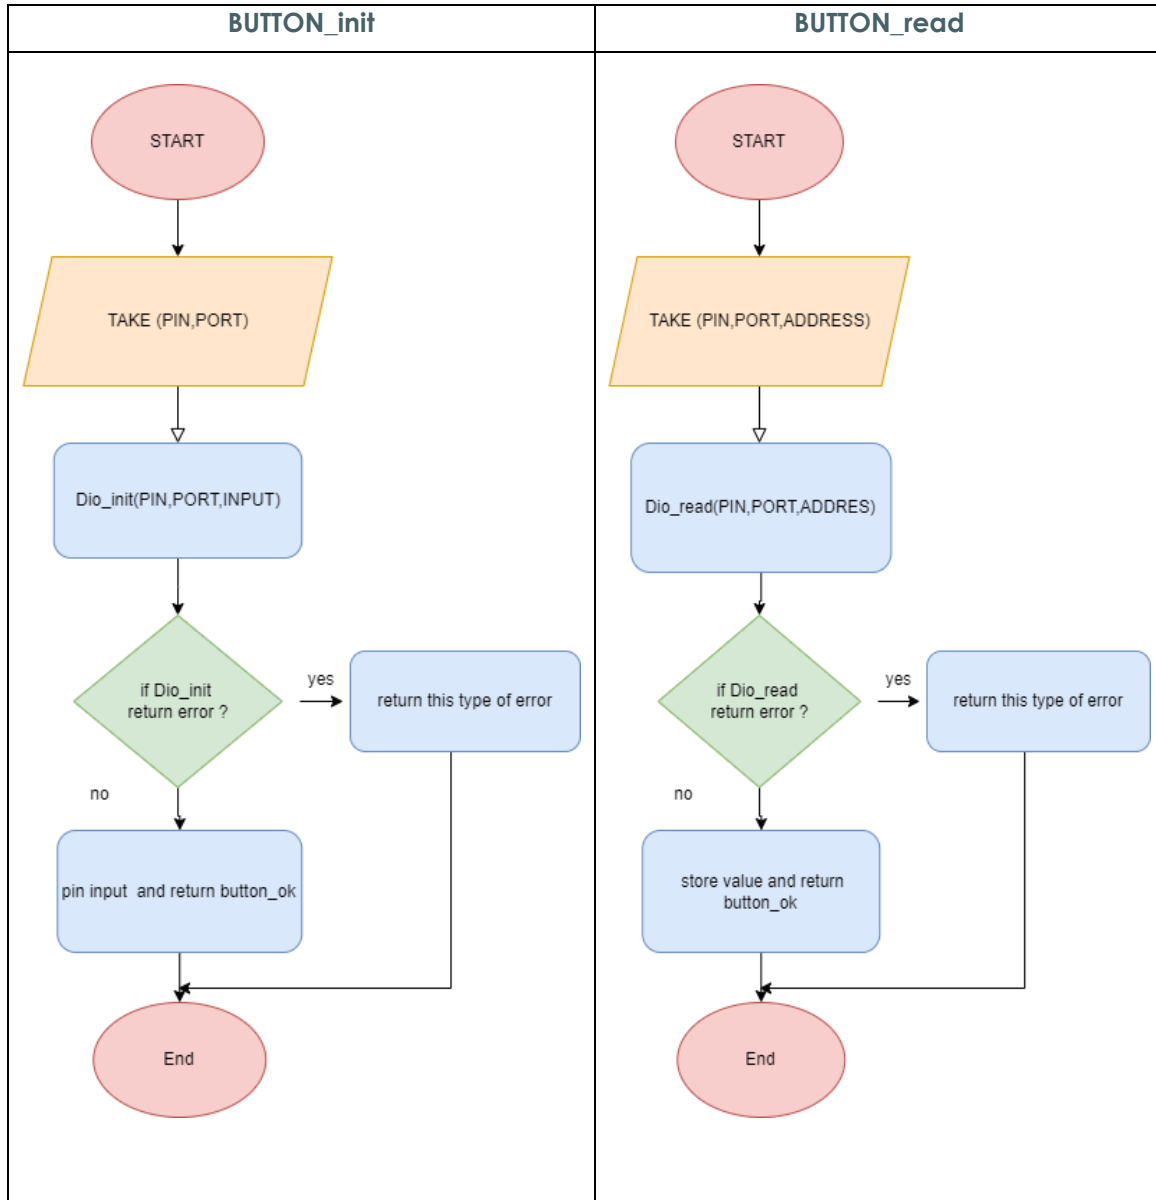 BUTTON_init
START
TAKE (PIN,PORT)
Dio_init(PIN,PORT,INPUT)
if Dio_init
return error ?
yes
return this type of error
no
pin input  and return button_ok
End
BUTTON_read
START
TAKE (PIN,PORT,ADDRESS)
Dio_read(PIN,PORT,ADDRES)
if Dio_read
return error ?
yes
return this type of error
no
store value and return
button_ok
End